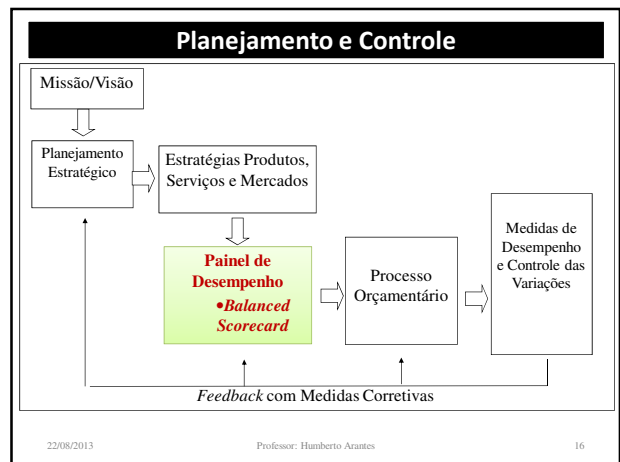 Planejamento e Controle
Missão/Visão
Planejamento
Estratégico
Estratégias Produtos,
Serviços e Mercados
Painel de
Desempenho
•Balanced
Scorecard
Processo
Orçamentário
Medidas de
Desempenho
e Controle das
Variações
Feedback com Medidas Corretivas
22/08/2013
Professor: Humberto Arantes
16